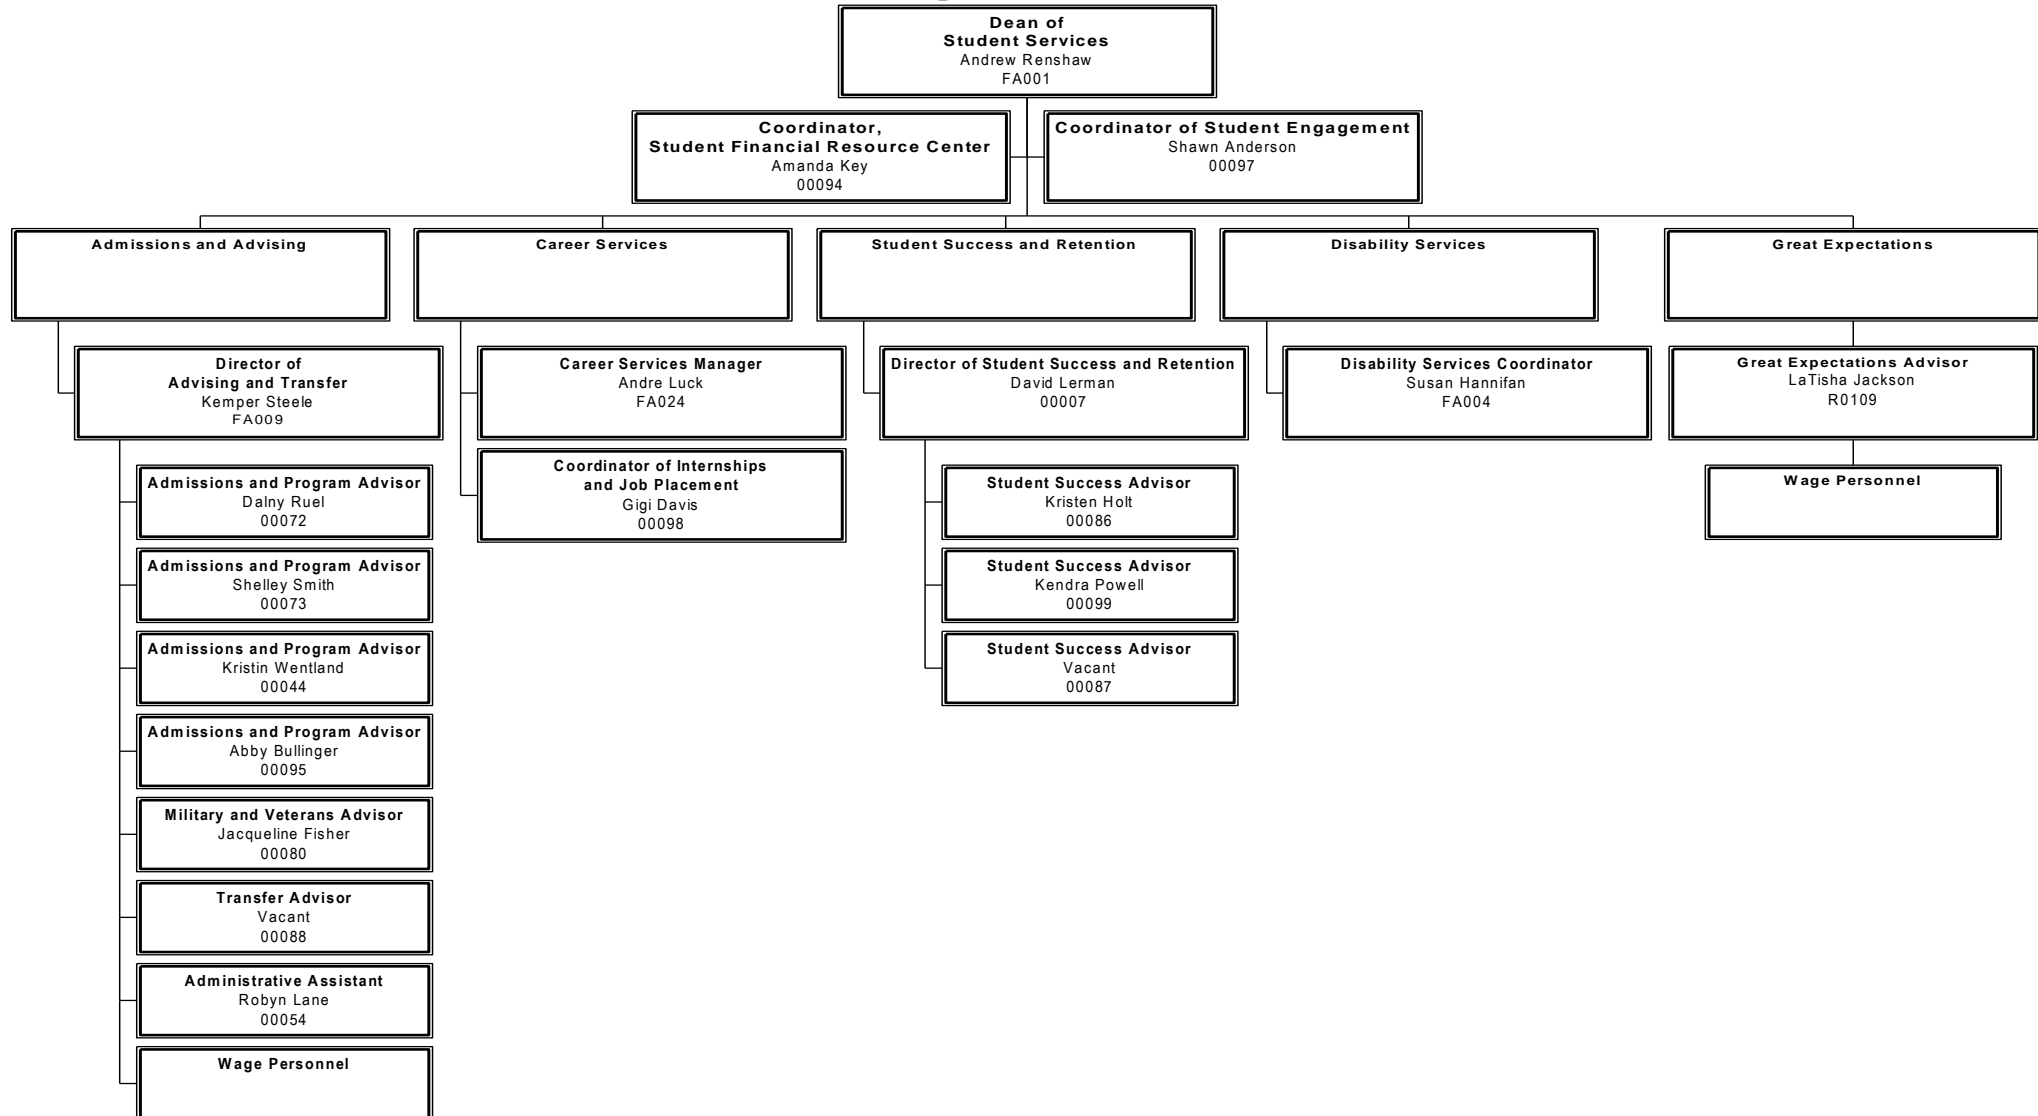 Dean of
Student Services
Andrew Renshaw
FA001
Coordinator,
Student Financial Resource Center
Amanda Key
00094
Coordinator of Student Engagement
Shawn Anderson
00097
Admissions and Advising
Career Services
Student Success and Retention
Disability Services
Great Expectations
Director of
Advising and Transfer
Kemper Steele
FA009
Admissions and Program Advisor
Dalny Ruel
00072
Admissions and Program Advisor
Shelley Smith
00073
Admissions and Program Advisor
Kristin Wentland
00044
Admissions and Program Advisor
Abby Bullinger
00095
Military and Veterans Advisor
Jacqueline Fisher
00080
Transfer Advisor
Vacant
00088
Administrative Assistant
Robyn Lane
00054
Wage Personnel
Career Services Manager
Andre Luck
FA024
Coordinator of Internships
and Job Placement
Gigi Davis
00098
Director of Student Success and Retention
David Lerman
00007
Student Success Advisor
Kristen Holt
00086
Student Success Advisor
Kendra Powell
00099
Student Success Advisor
Vacant
00087
Disability Services Coordinator
Susan Hannifan
FA004
Great Expectations Advisor
LaTisha Jackson
R0109
Wage Personnel